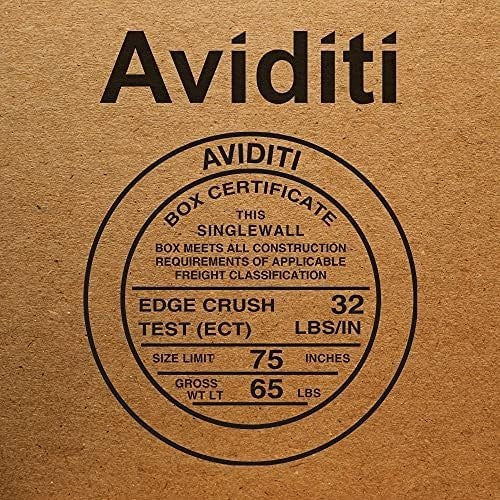 Aviditi
AVIDITI
BOX CERTIFICATE
THIS
SINGLEWALL
BOX MEETS ALL CONSTRUCTION
REQUIREMENTS OF APPLICABLE
FREIGHT CLASSIFICATION
EDGE CRUSH 32
TEST (ECT) LBS/IN
SIZE LIMIT 75 INCHES
GROSS
WT LT 65 LBS